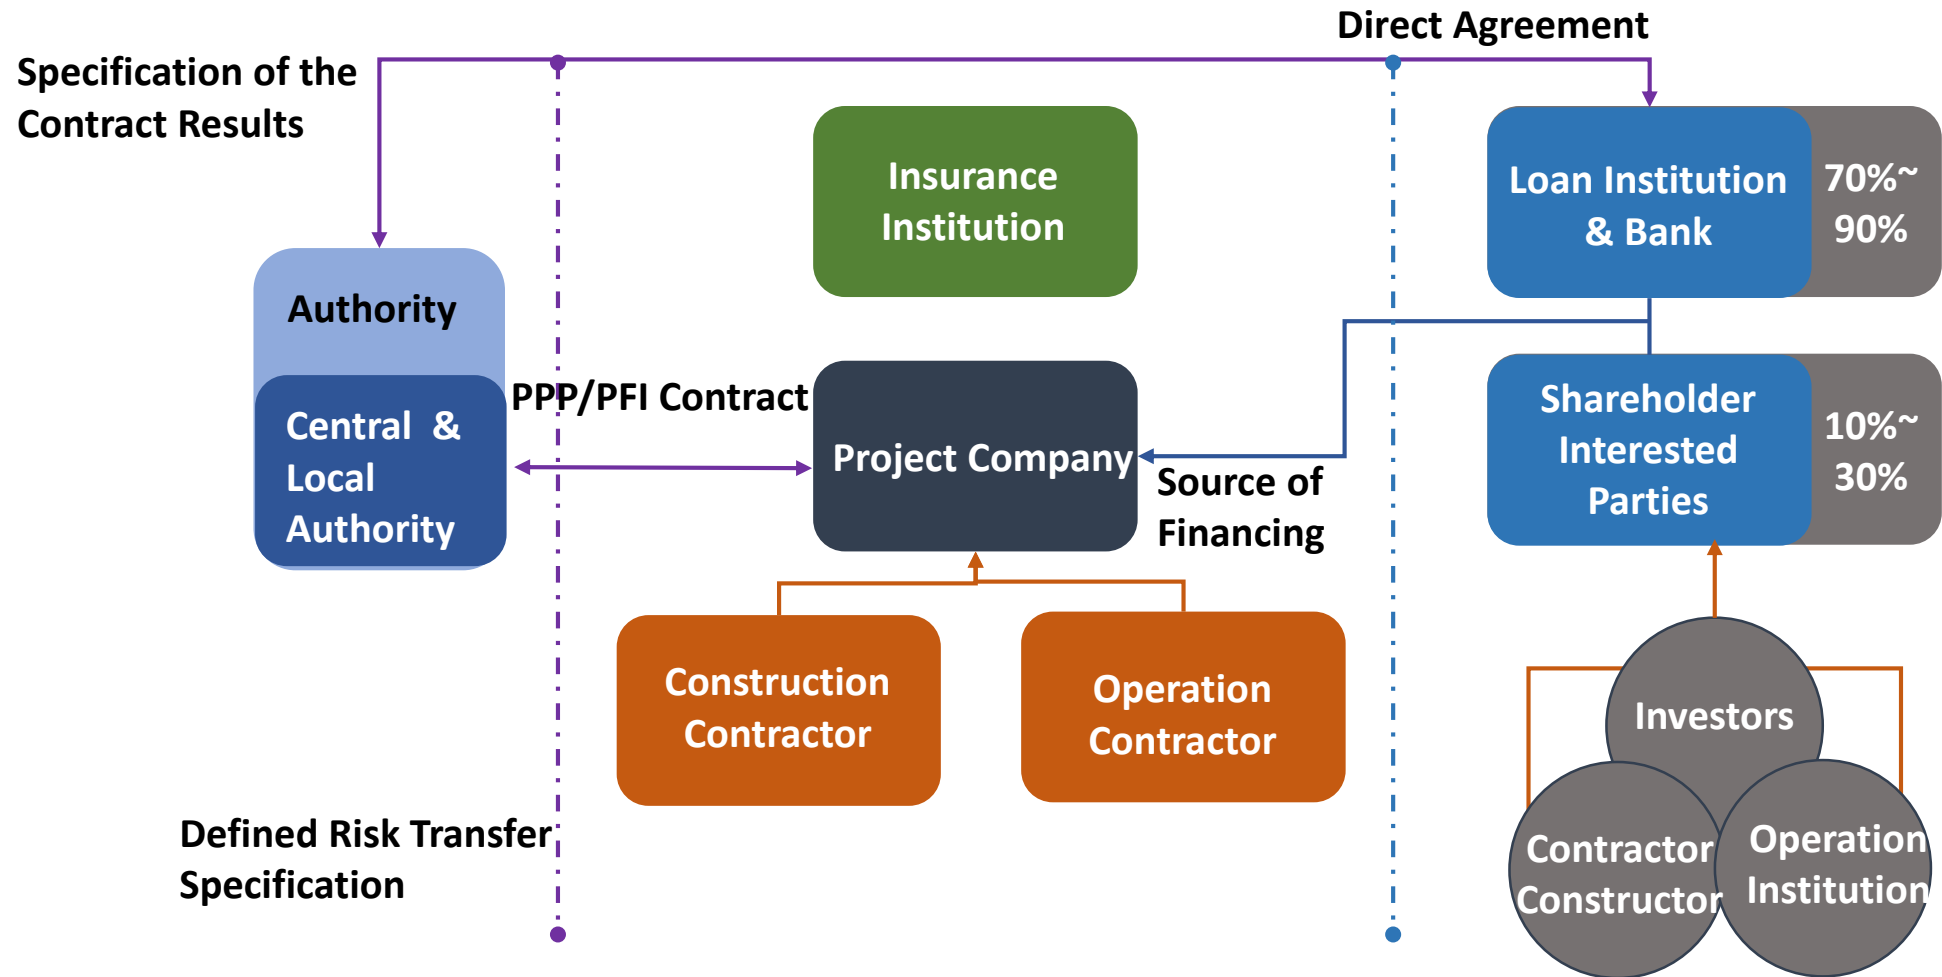 Direct Agreement
Specification of the
Contract Results
Insurance
Institution
Loan Institution
& Bank
70%~
90%
Authority
Central & 
Local
Authority
PPP/PFI Contract
Project Company
Source of
Financing
Shareholder
Interested
Parties
10%~
30%
Construction
Contractor
Operation
Contractor
Investors
Contractor
Constructor
Operation
Institution
Defined Risk Transfer
Specification